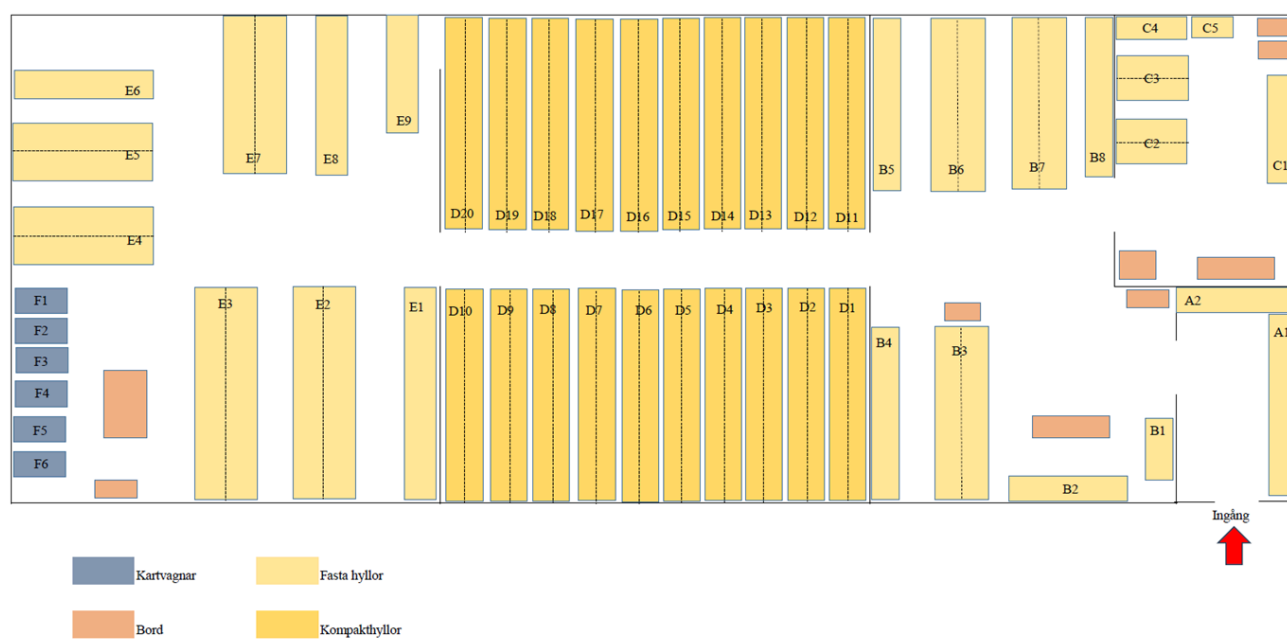 C4 C5
E6 C3
E5 E7 E8 E9 C2
B5 B6 B7 B8 C1
D20 D19 D18 D17 D16 D15 D14 D13 D12 D11
E4
F1 E3 E2 E1 D10 D9 D8 D7 D6 D5 D4 D3 D2 D1 A2
F2 B4 B3 A1
F3
F4
F5 B1
F6
B2
Ingång
Kartvagnar Fasta hyllor
Bord Kompakthyllor